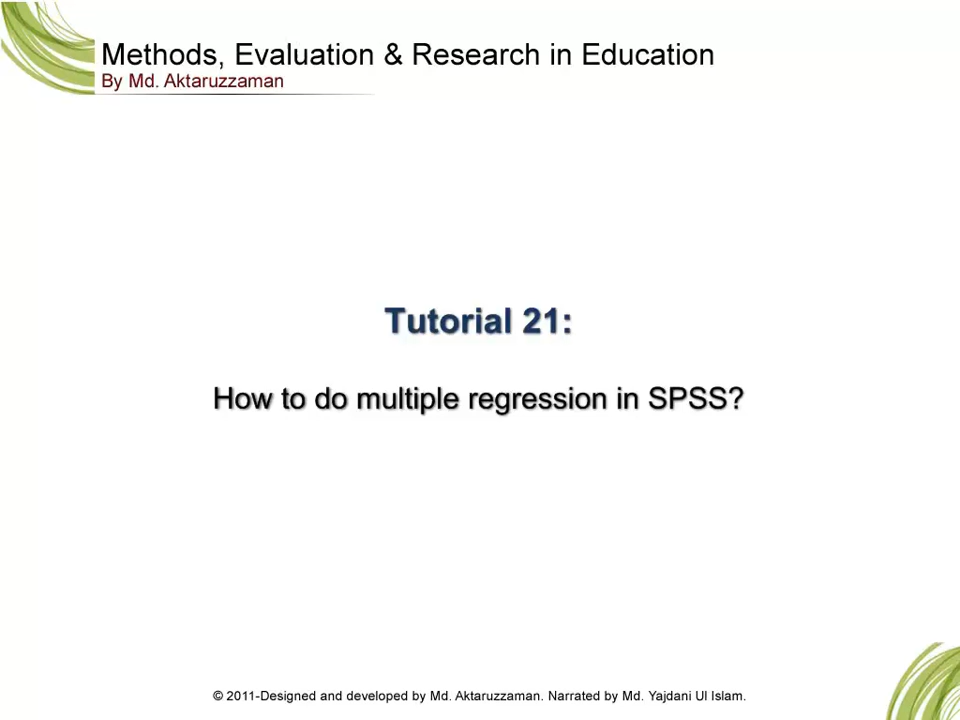 Methods, Evaluation & Research in Education
By Md. Aktaruzzaman
Tutorial 21:
How to do multiple regression in SPSS?
© 2011-Designed and developed by Md. Aktaruzzaman. Narrated by Md. Yajdani Ul Islam.